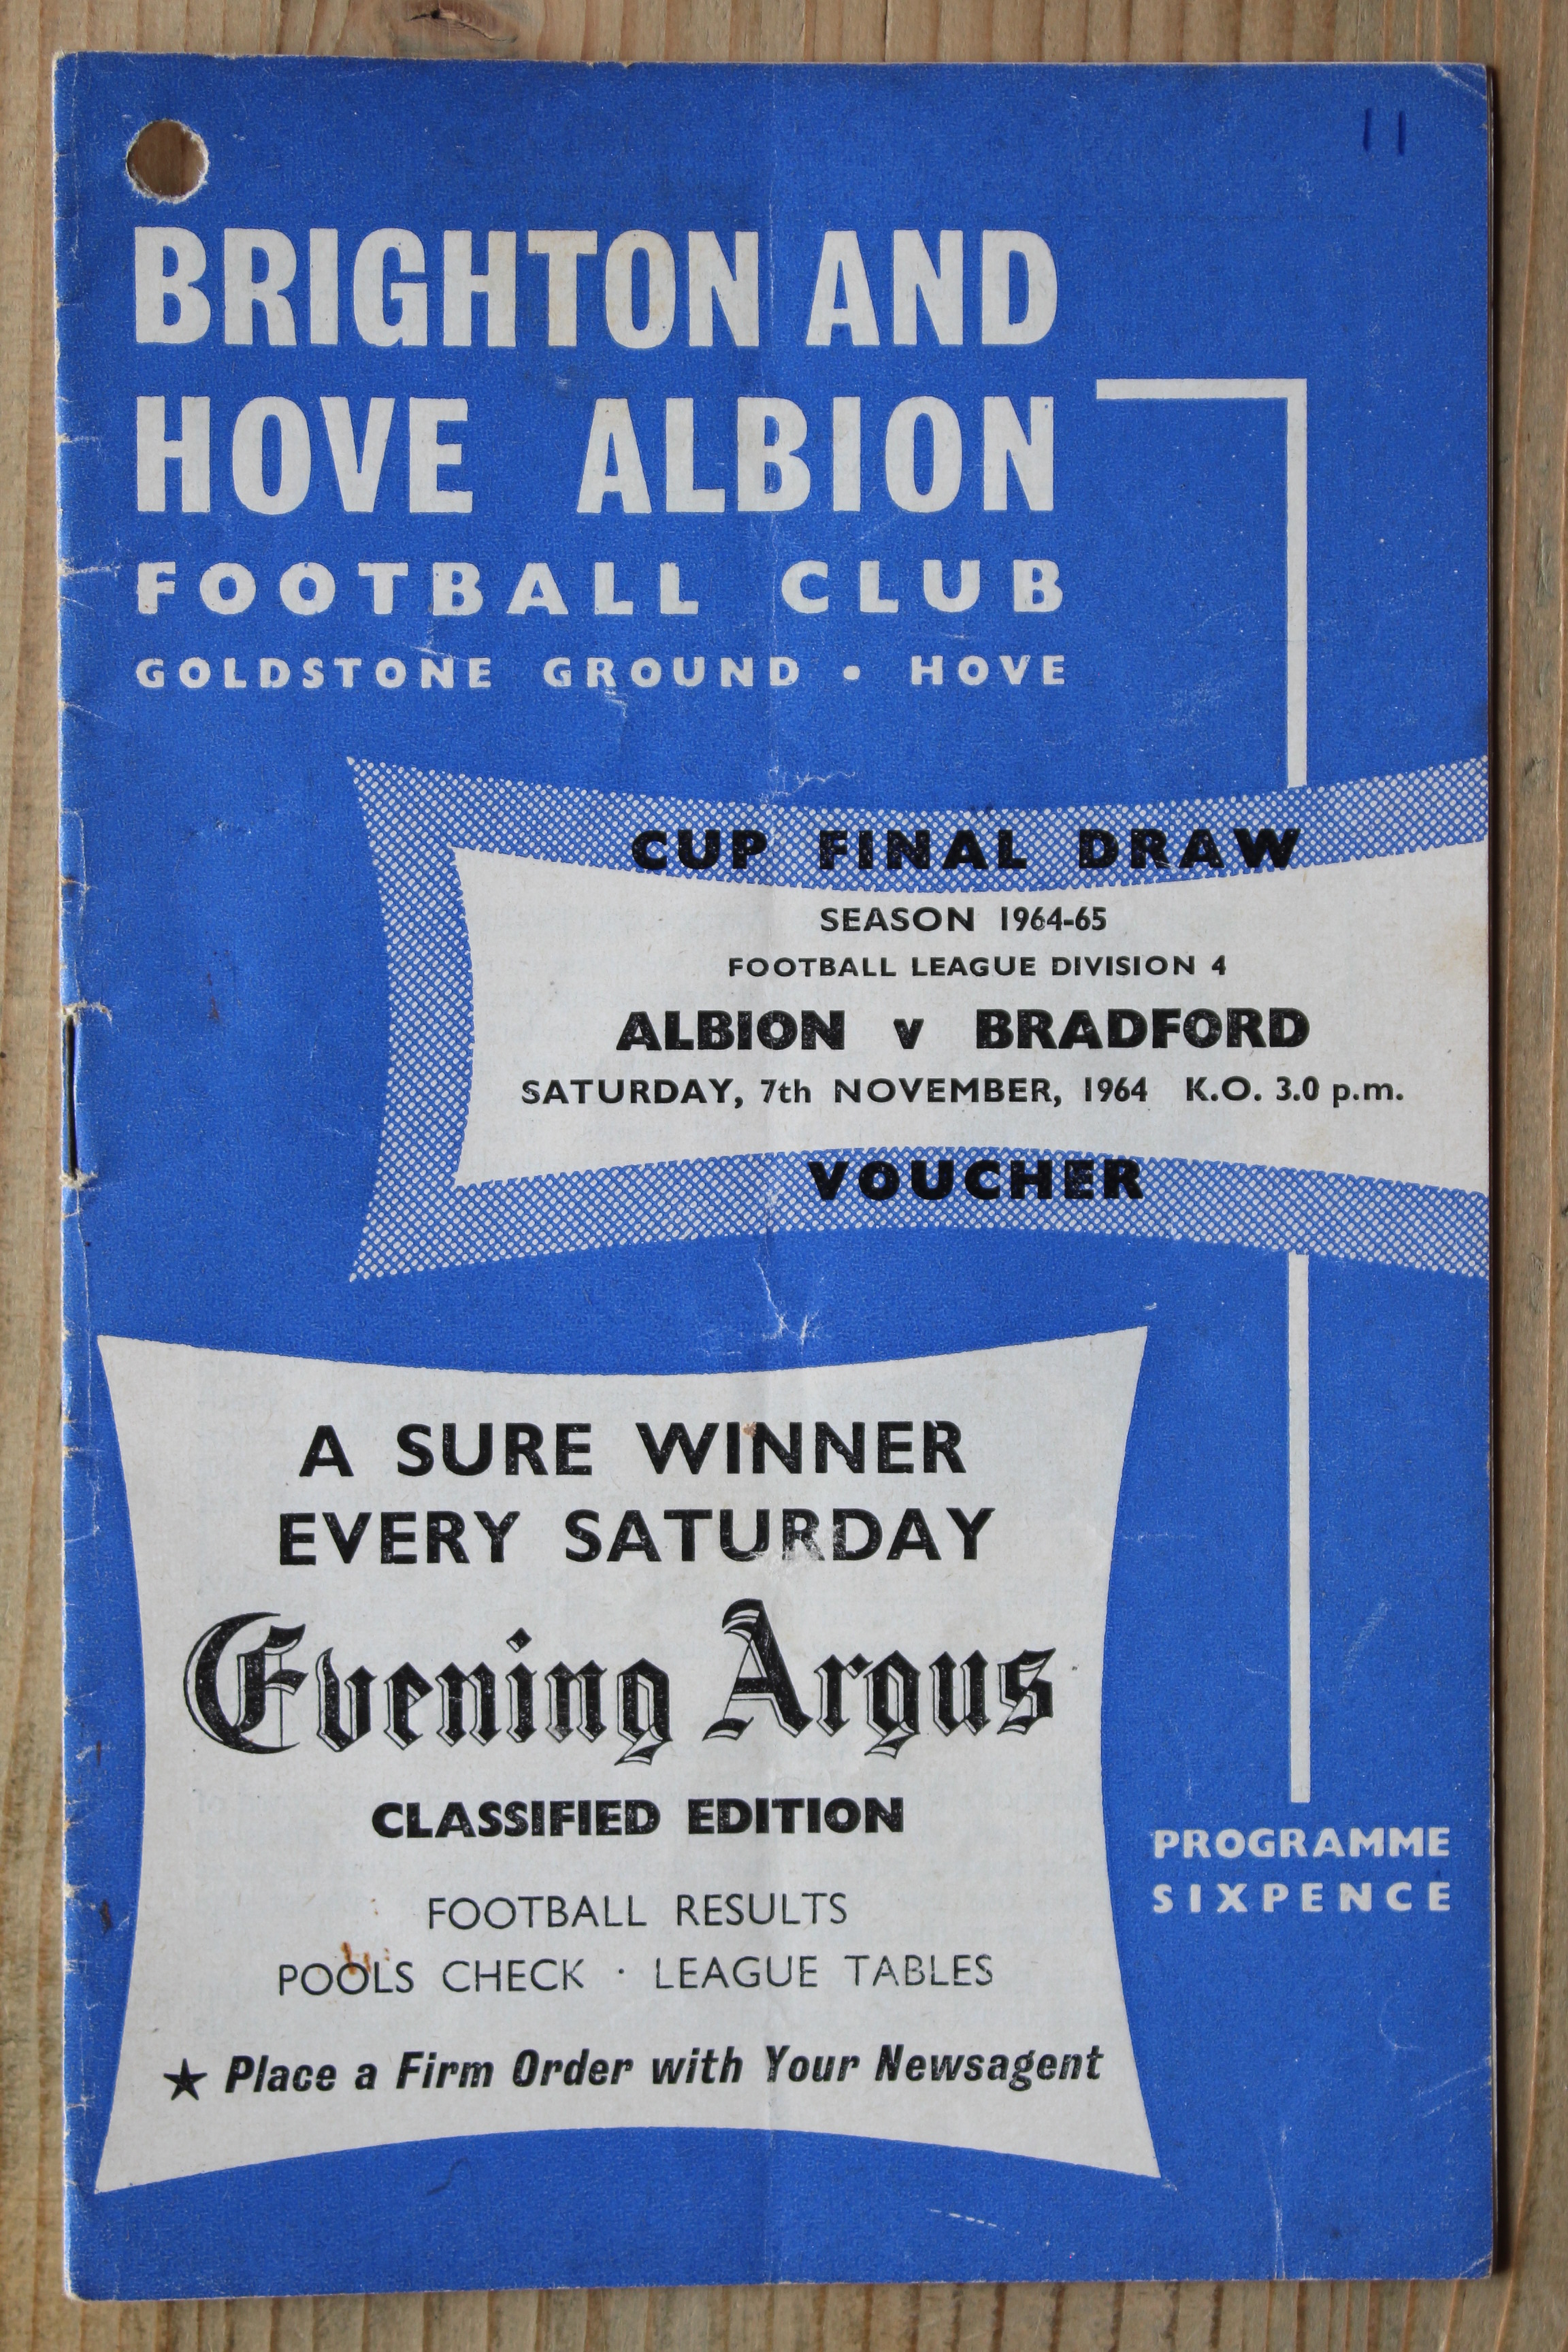 11
BRIGHTON AND
HOVE ALBION
FOOTBALL CLUB
GOLDSTONE GROUND • HOVE
CUP FINAL DRAW
SEASON 1964-65
FOOTBALL LEAGUE DIVISION 4
ALBION v BRADFORD
SATURDAY, 7th NOVEMBER, 1964 K.O. 3.0 p.m.
VOUCHER
A SURE WINNER
EVERY SATURDAY
Evening Argus
CLASSIFIED EDITION
FOOTBALL RESULTS
POOLS CHECK · LEAGUE TABLES
★ Place a Firm Order with Your Newsagent
PROGRAMME
SIXPENCE